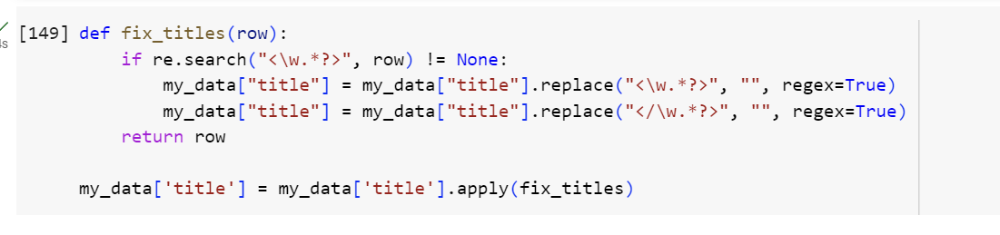 [149] def fix_titles(row):
s
if re.search("<\w.*?>", row) != None:
my_data["title"] = my_data["title"].replace("<\w.*?>", "", regex=True)
my_data["title"] = my_data["title"].replace("</\w.*?>", "", regex=True)
return row
my_data['title'] = my_data['title'].apply(fix_titles)